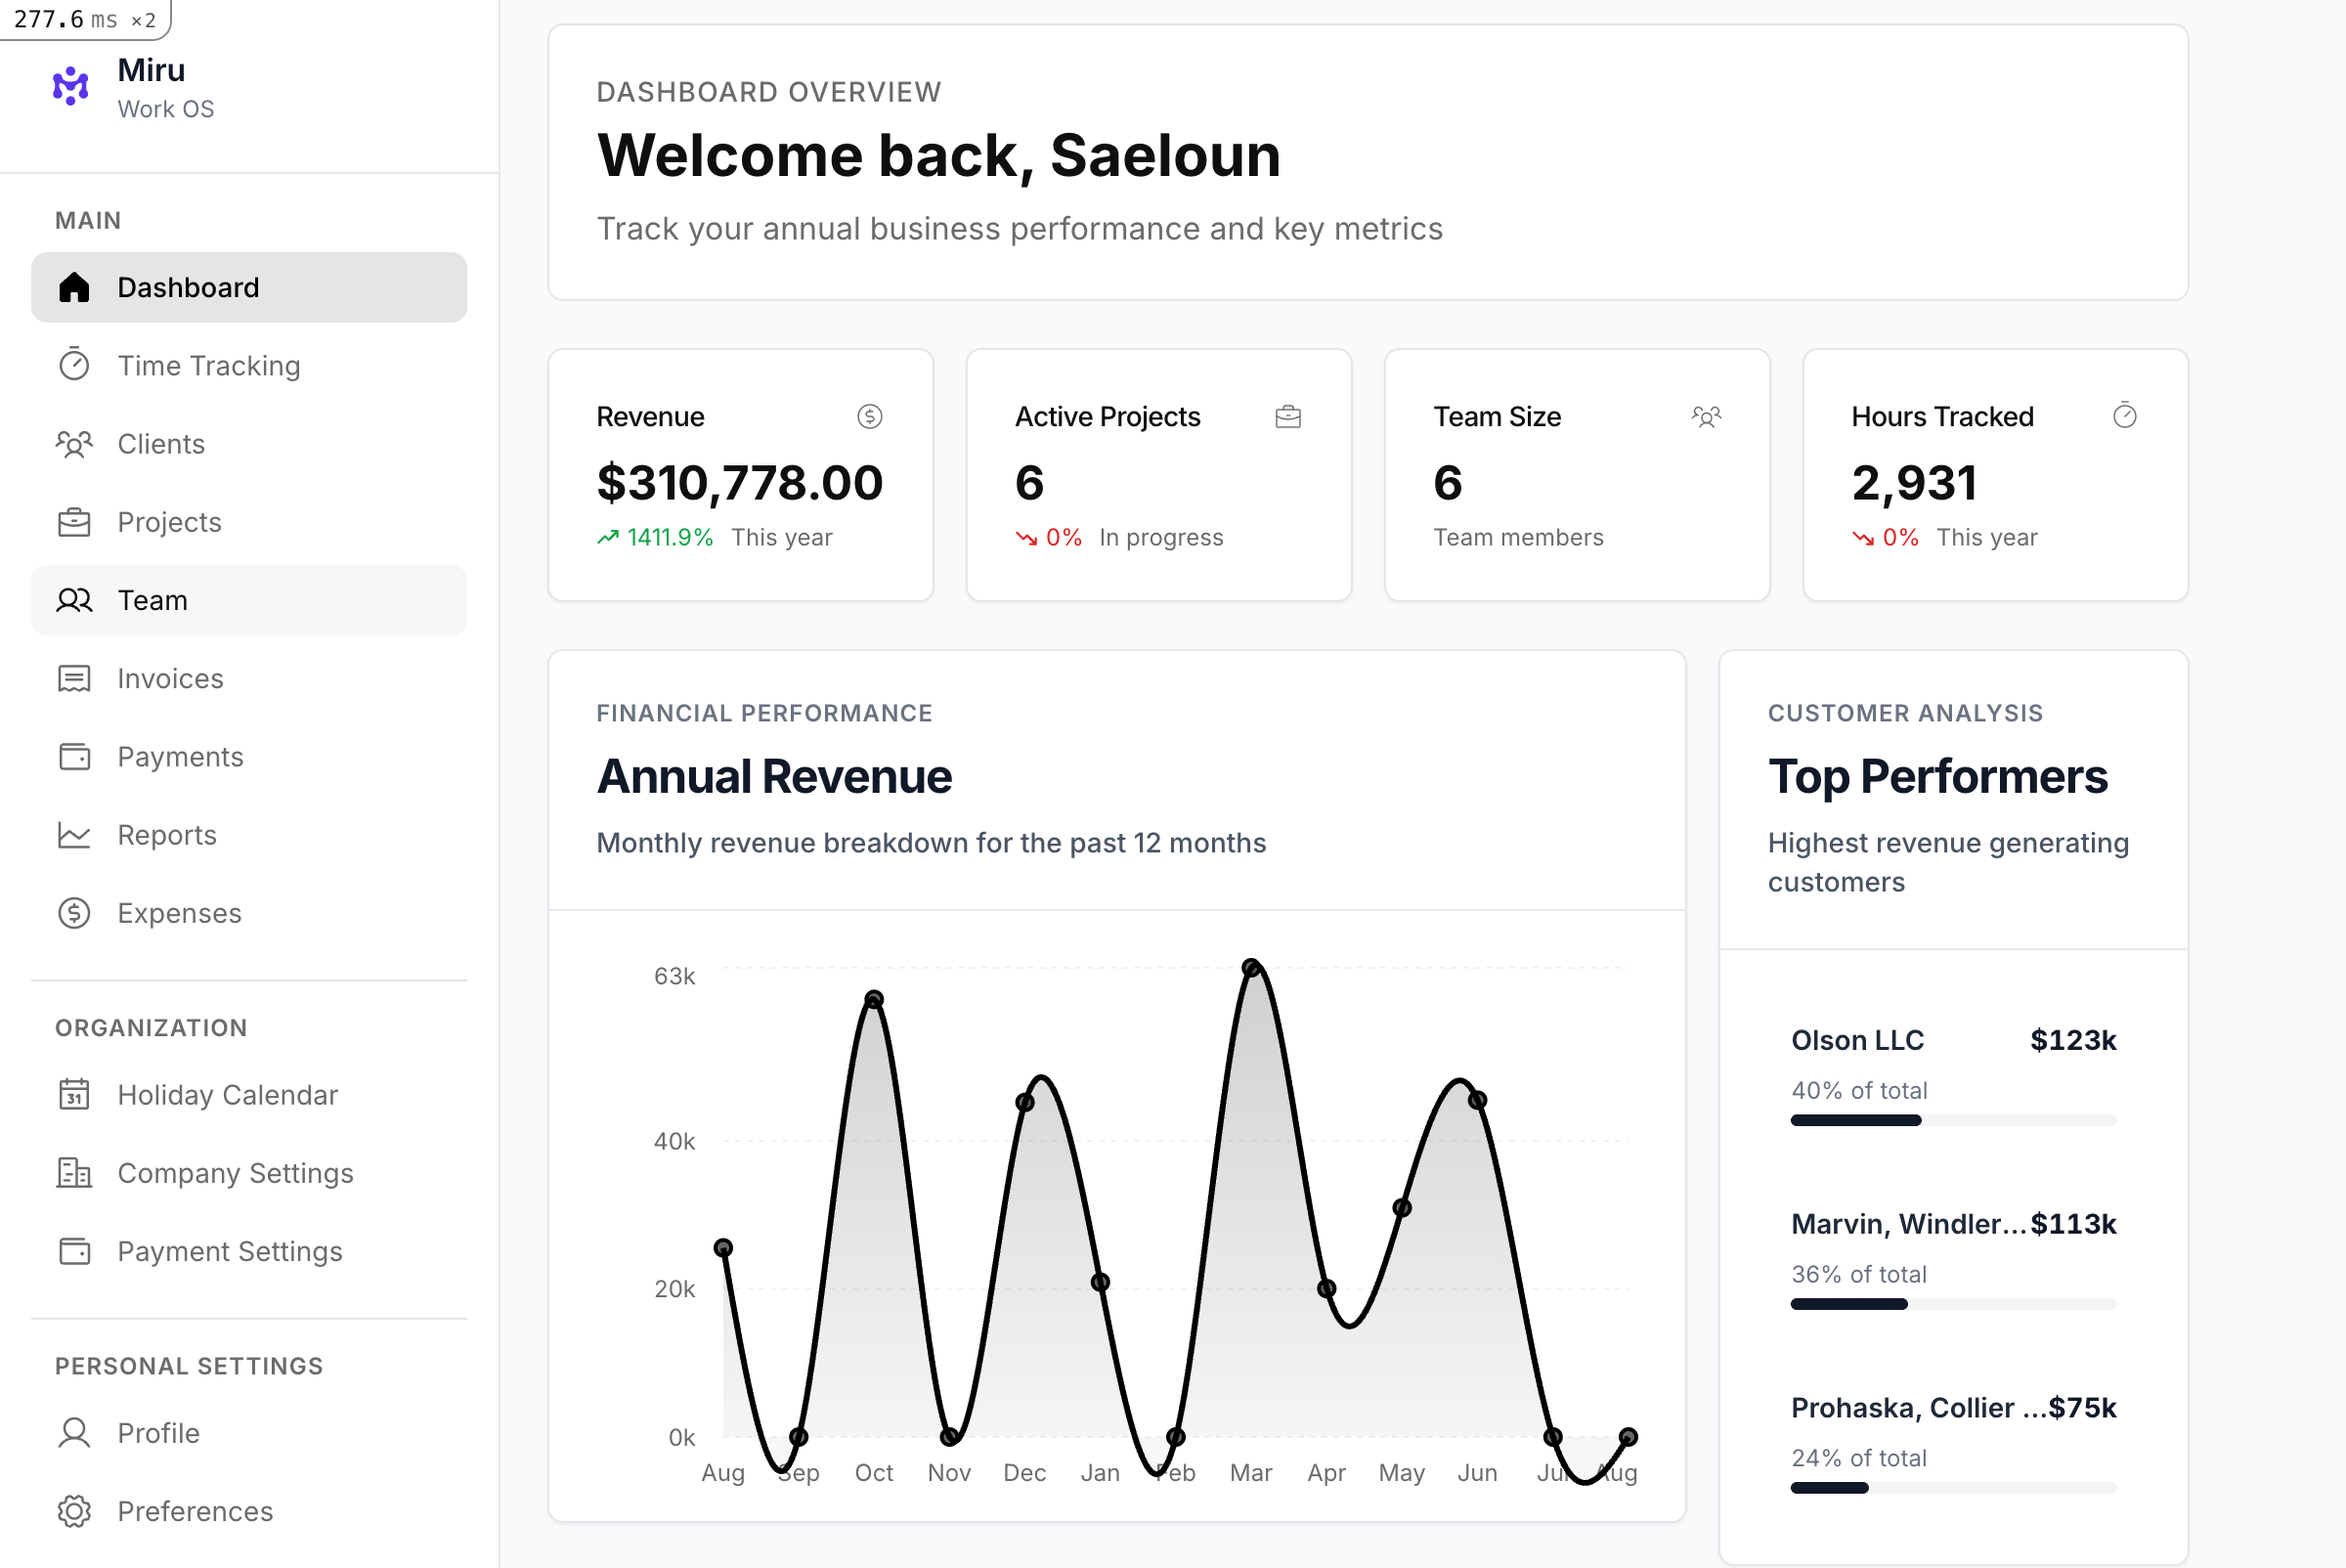 277.6 ms ×2
Miru
Work OS
MAIN
Dashboard
Time Tracking
Clients
Projects
Team
Invoices
Payments
Reports
Expenses
ORGANIZATION
31
Holiday Calendar
Company Settings
Payment Settings
PERSONAL SETTINGS
Profile
Preferences
DASHBOARD OVERVIEW
Welcome back, Saeloun
Track your annual business performance and key metrics
Revenue
$310,778.00
1411.9% This year
Active Projects
6
0% In progress
Team Size
6
Team members
Hours Tracked
2,931
0% This year
FINANCIAL PERFORMANCE
Annual Revenue
Monthly revenue breakdown for the past 12 months
63k
40k
20k
0k
Aug Sep Oct Nov Dec Jan Feb Mar Apr May Jun Jul Aug
CUSTOMER ANALYSIS
Top Performers
Highest revenue generating
customers
Olson LLC $123k
40% of total
Marvin, Windler... $113k
36% of total
Prohaska, Collier ... $75k
24% of total